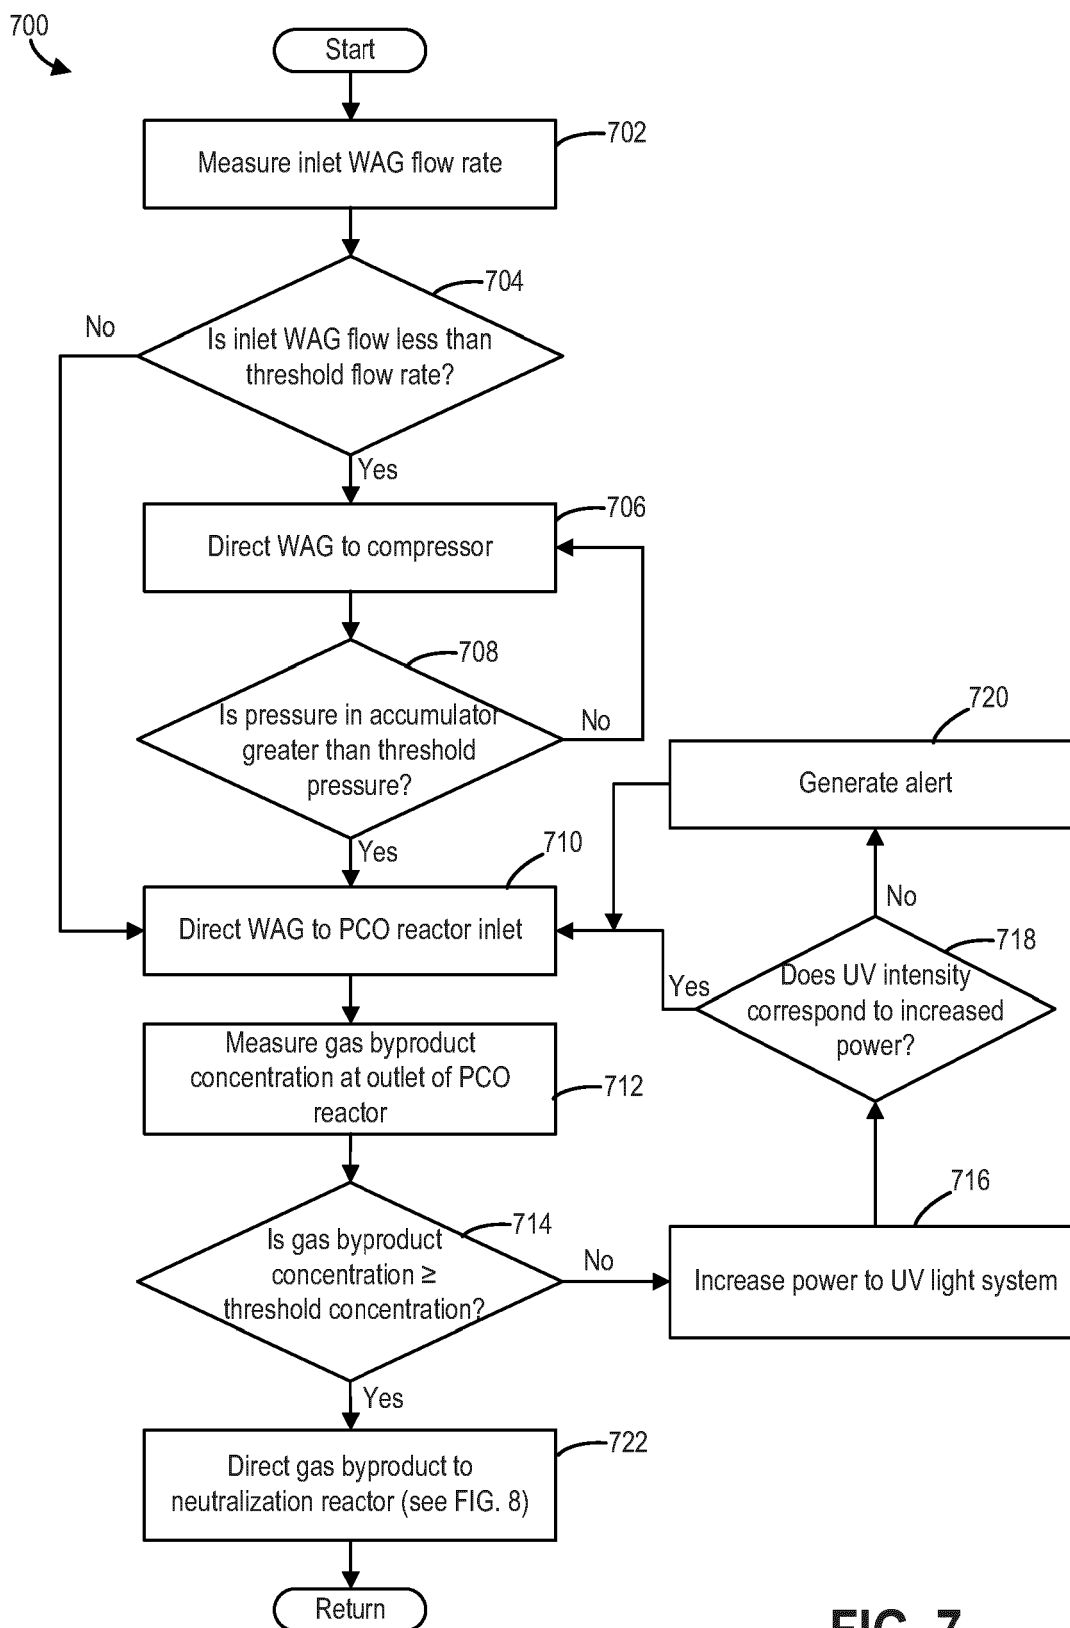 700
Start
702
Measure inlet WAG flow rate
704
No
Is inlet WAG flow less than
threshold flow rate?
Yes
706
Direct WAG to compressor
708
Is pressure in accumulator
greater than threshold
pressure?
No
720
Generate alert
Yes
710
Direct WAG to PCO reactor inlet
No
718
Does UV intensity
correspond to increased
power?
Yes
Measure gas byproduct
concentration at outlet of PCO
reactor
712
716
714
Is gas byproduct
concentration ≥
threshold concentration?
No
Increase power to UV light system
Yes
722
Direct gas byproduct to
neutralization reactor (see FIG. 8)
Return
FIG. 7